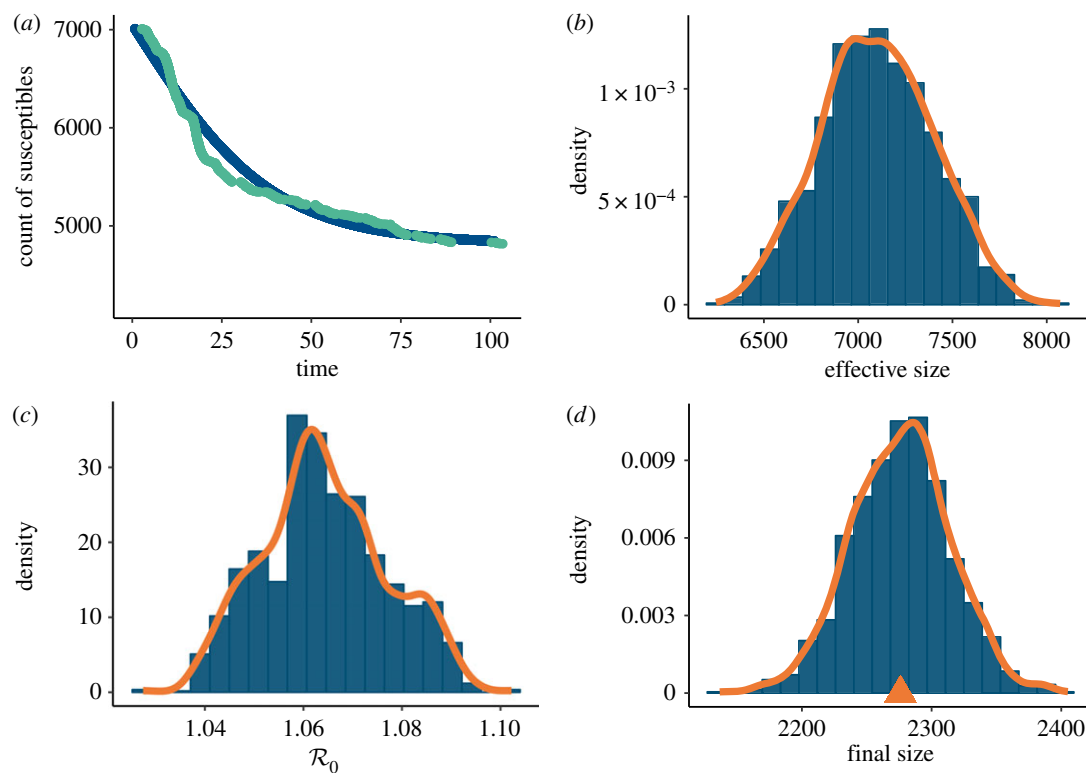 (a)
7000
6000
5000
count of susceptibles
0 25 50 75 100
time
(b)
1 × 10⁻³
5 × 10⁻⁴
0
density
6500 7000 7500 8000
effective size
(c)
30
20
10
0
density
1.04 1.06 1.08 1.10
ℛ₀
(d)
0.009
0.006
0.003
0
density
2200 2300 2400
final size